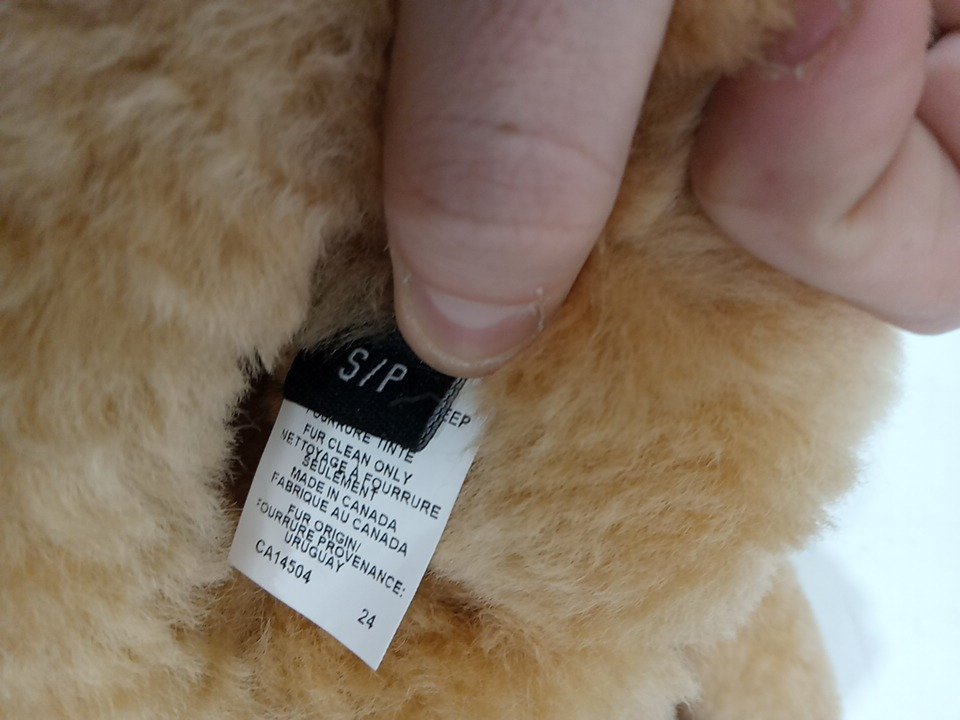 S/P
FOURRURE TINTE
FUR CLEAN ONLY
NETTOYAGE A FOURRURE
SEULEMENT
MADE IN CANADA
FABRIQUE AU CANADA
FUR ORIGIN/
FOURRURE PROVENANCE:
URUGUAY
CA14504
24